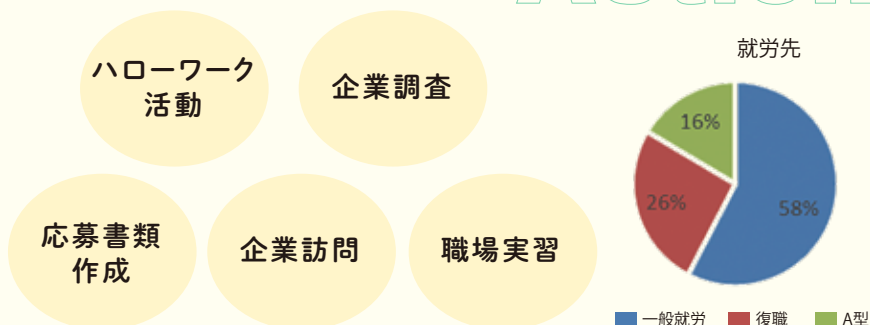 ハローワーク
活動
企業調査
応募書類
作成
企業訪問
職場実習
就労先
16%
26%
58%
一般就労
復職
A型